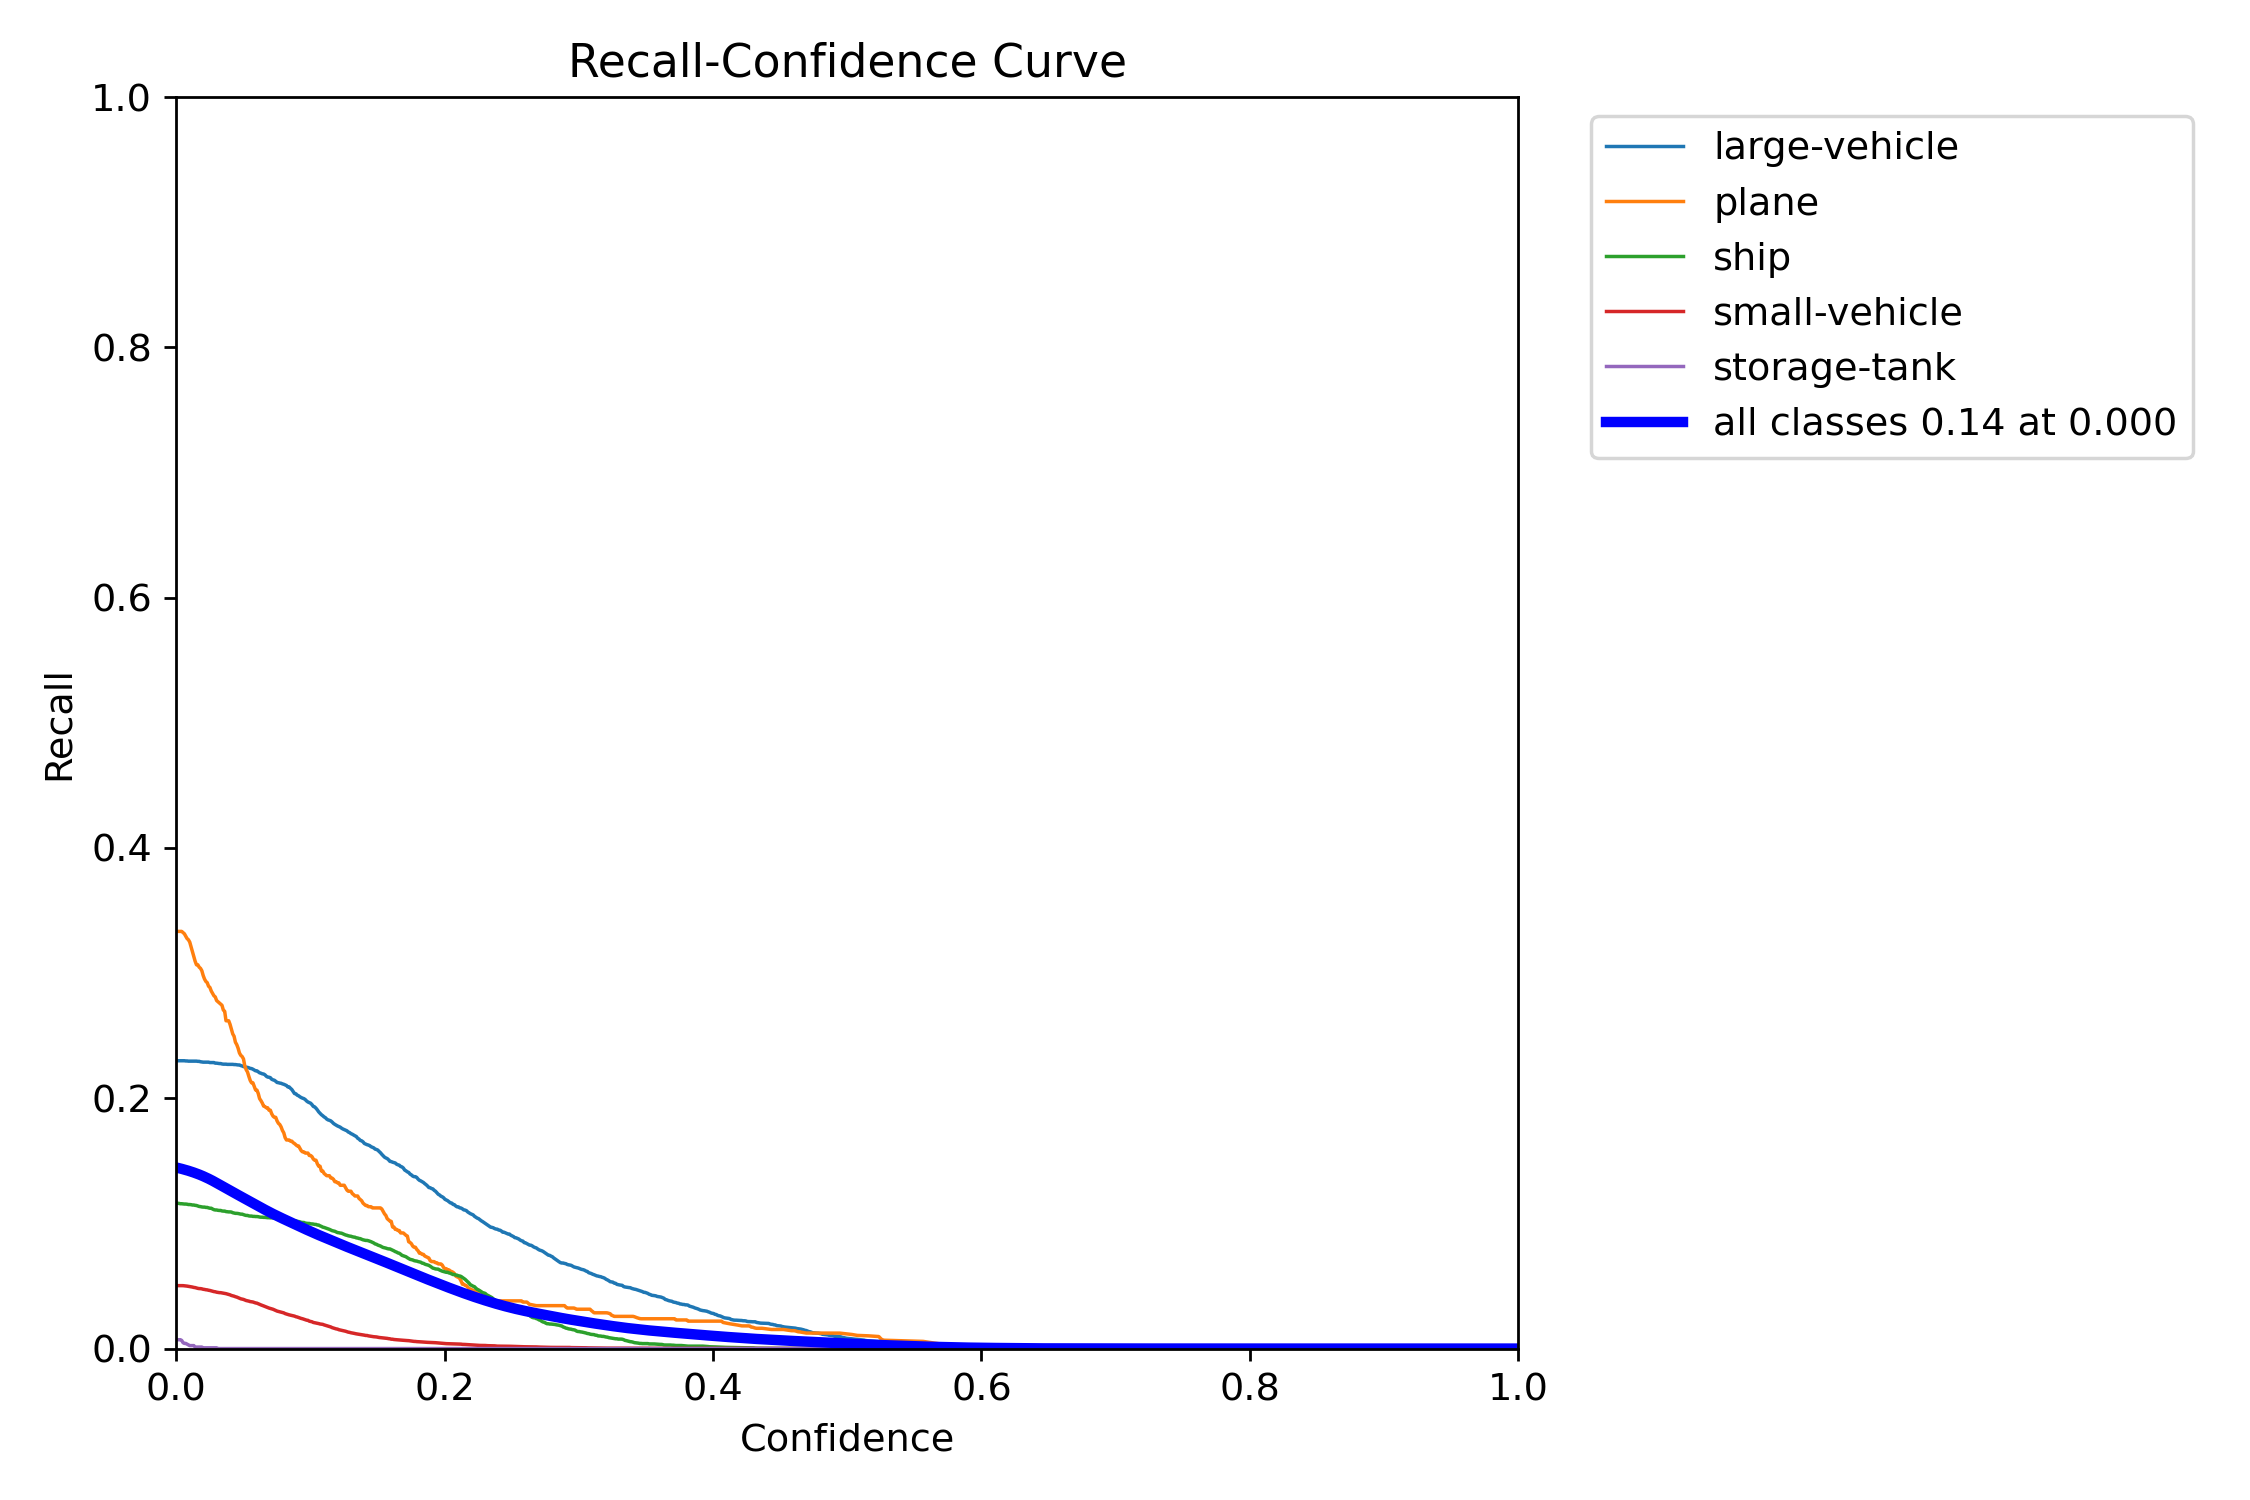 Recall-Confidence Curve
1.0
0.8
0.6
0.4
0.2
0.0
Recall
0.0 0.2 0.4 0.6 0.8 1.0
Confidence
large-vehicle
plane
ship
small-vehicle
storage-tank
all classes 0.14 at 0.000